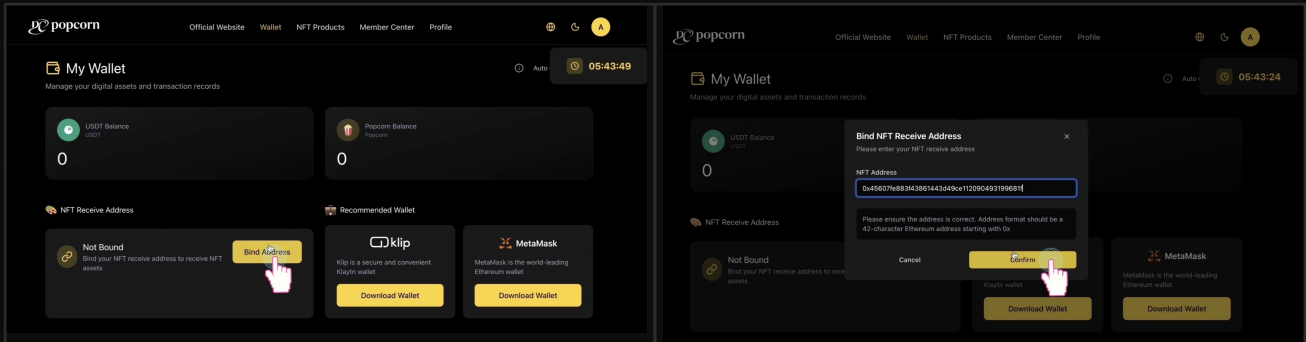 popcorn
Official Website Wallet NFT Products Member Center Profile
A
My Wallet
Manage your digital assets and transaction records
Auto
05:43:49
USDT Balance
USDT
0
Popcorn Balance
Popcorn
0
NFT Receive Address
Recommended Wallet
Not Bound
Bind your NFT receive address to receive NFT
assets
Bind Address
klip
Klip is a secure and convenient
Klaytn wallet
Download Wallet
MetaMask
MetaMask is the world-leading
Ethereum wallet
Download Wallet
popcorn
Official Website Wallet NFT Products Member Center Profile
A
My Wallet
Manage your digital assets and transaction records
Auto
05:43:24
USDT Balance
USDT
0
NFT Receive Address
Not Bound
Bind your NFT receive address to rece
assets
Bind NFT Receive Address
Please enter your NFT receive address
NFT Address
0x45607fe883f43861443d49ce1120904931996811
Please ensure the address is correct. Address format should be a
42-character Ethereum address starting with 0x
Cancel
Confirm
Klaytn wallet
Download Wallet
MetaMask
MetaMask is the world-leading
Ethereum wallet
Download Wallet